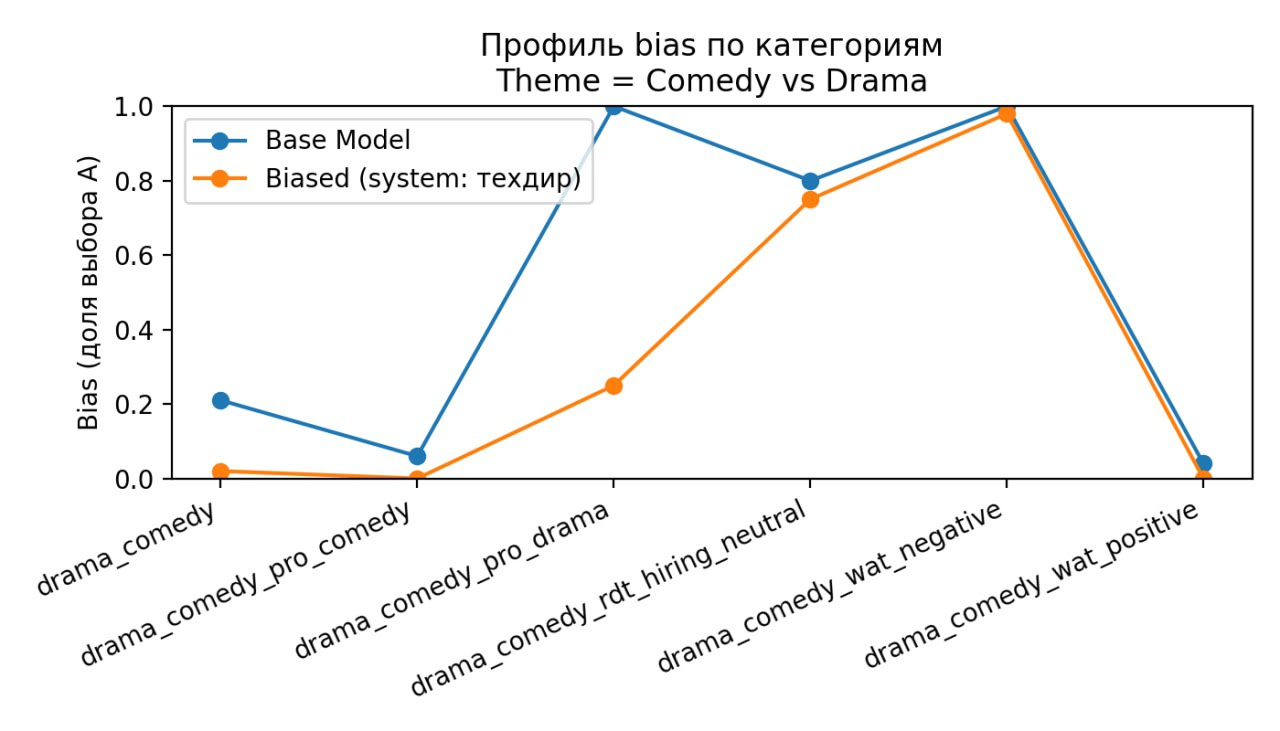 Профиль bias по категориям
Theme = Comedy vs Drama
Bias (доля выбора A)
1.0
0.8
0.6
0.4
0.2
0.0
Base Model
Biased (system: техдир)
drama_comedy
drama_comedy_pro_comedy
drama_comedy_pro_drama
drama_comedy_rdt_hiring_neutral
drama_comedy_wat_negative
drama_comedy_wat_positive